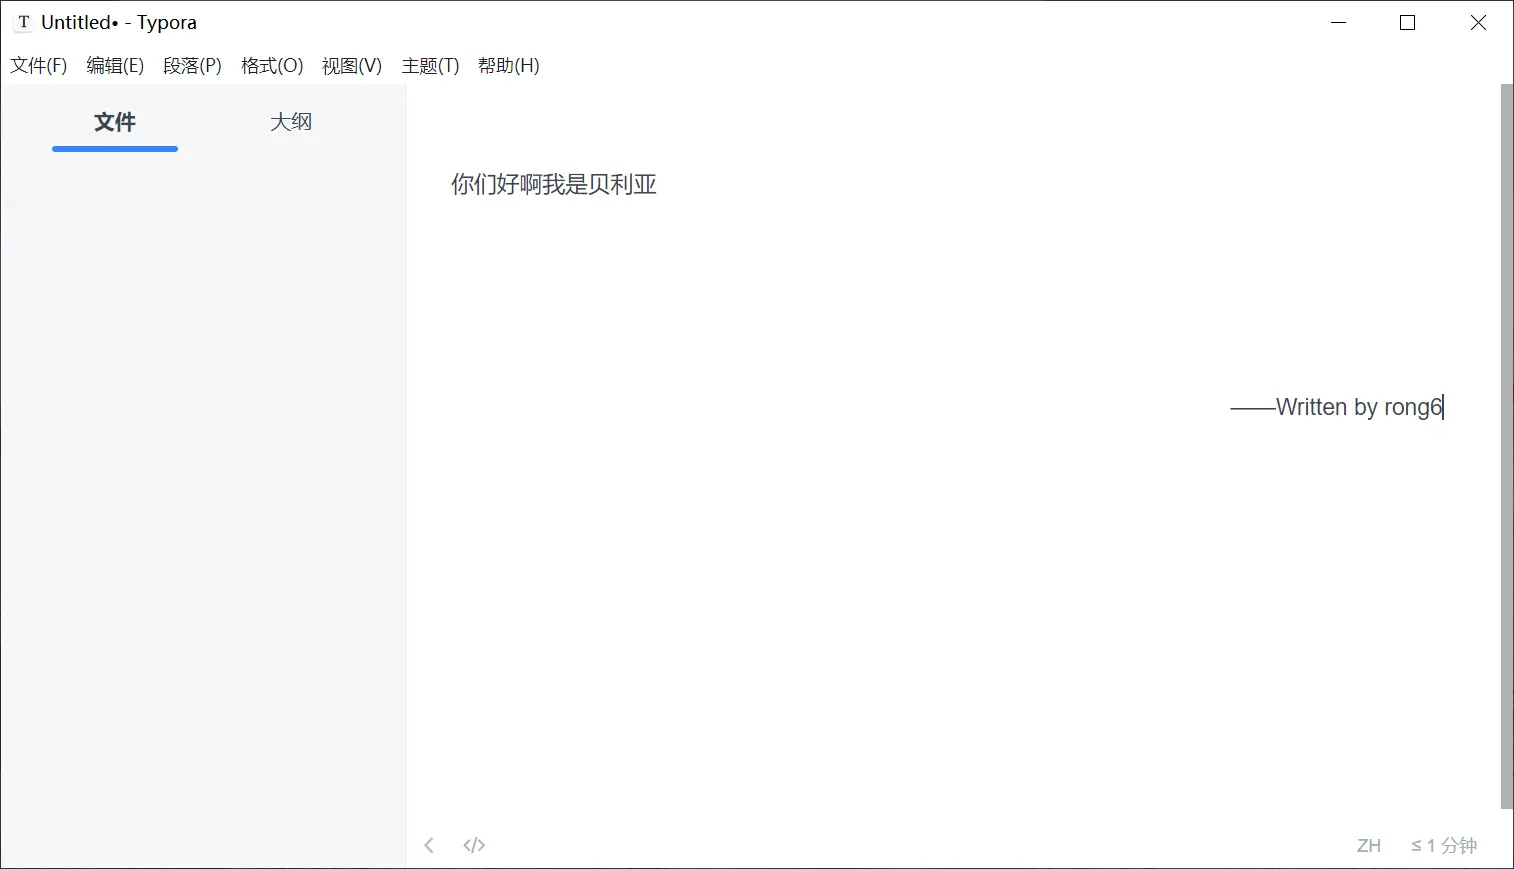 T Untitled• - Typora
文件(F) 编辑(E) 段落(P) 格式(O) 视图(V) 主题(T) 帮助(H)
文件 大纲
你们好啊我是贝利亚
——Written by rong6
</> ZH ≤ 1 分钟